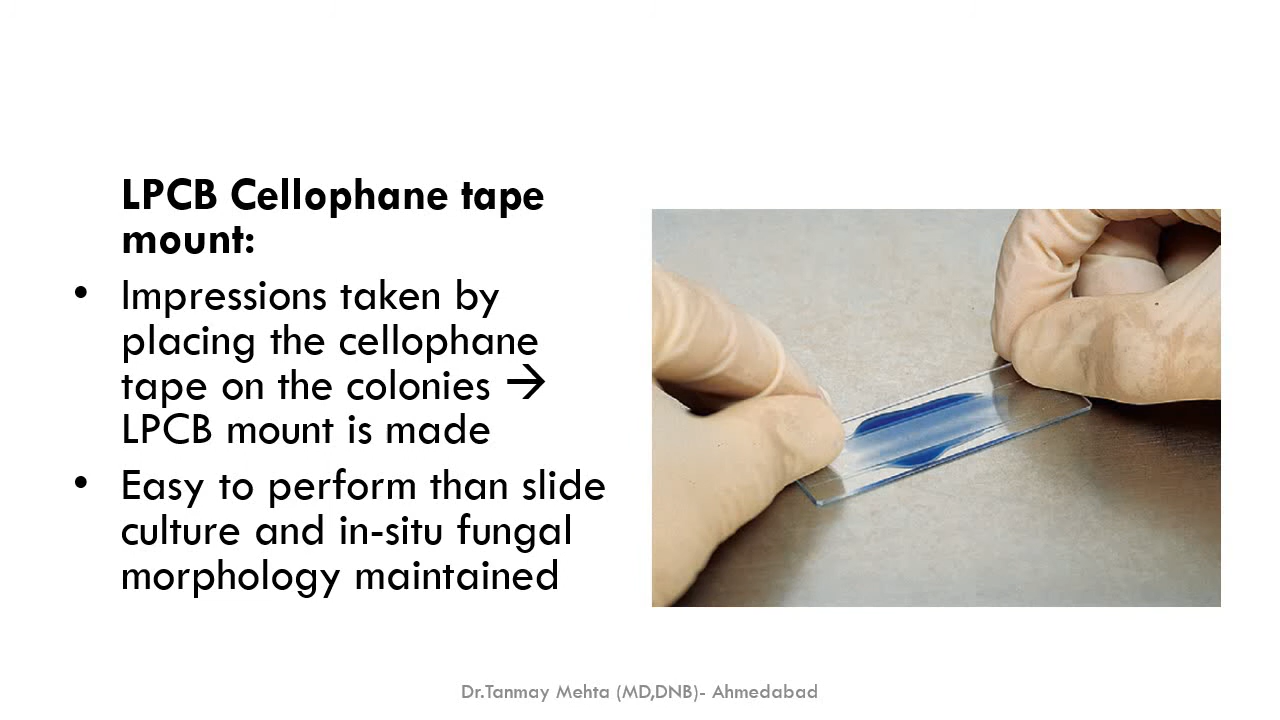 LPCB Cellophane tape
mount:
• Impressions taken by
placing the cellophane
tape on the colonies →
LPCB mount is made
• Easy to perform than slide
culture and in-situ fungal
morphology maintained
Dr.Tanmay Mehta (MD,DNB)- Ahmedabad